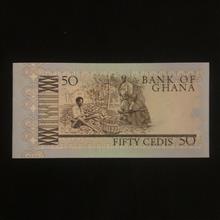 50
BANK OF
GHANA
FIFTY CEDIS 50